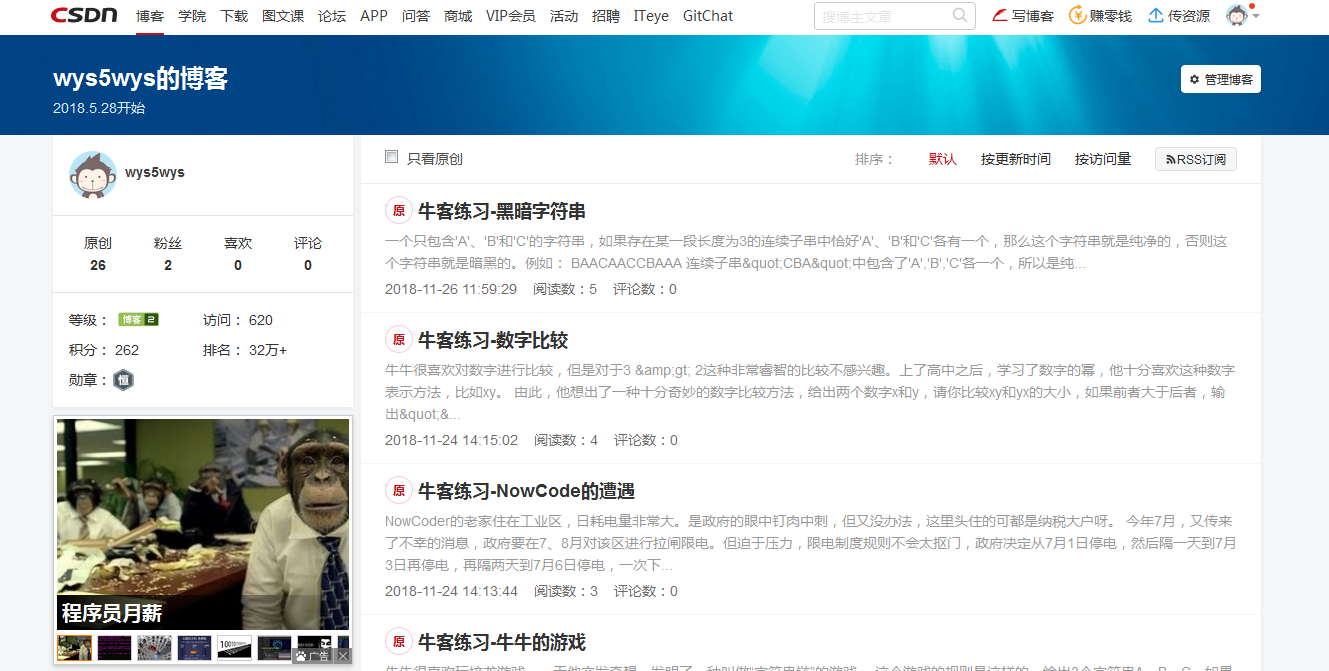 CSDN 博客 学院 下载 图文课 论坛 APP 问答 商城 VIP会员 活动 招聘 ITeye GitChat 搜博主文章 写博客 赚零钱 传资源
wys5wys的博客
2018.5.28开始
管理博客
wys5wys
原创 粉丝 喜欢 评论
26 2 0 0
等级： 博客 2 访问： 620
积分： 262 排名： 32万+
勋章： 恒
程序员月薪
广告
只看原创 排序： 默认 按更新时间 按访问量 RSS订阅
原 牛客练习-黑暗字符串
一个只包含'A'、'B'和'C'的字符串，如果存在某一段长度为3的连续子串中恰好'A'、'B'和'C'各有一个，那么这个字符串就是纯净的，否则这
个字符串就是暗黑的。例如： BAACAACCBAAA 连续子串&quot;CBA&quot;中包含了'A','B','C'各一个，所以是纯...
2018-11-26 11:59:29 阅读数：5 评论数：0
原 牛客练习-数字比较
牛牛很喜欢对数字进行比较，但是对于3 &amp;gt; 2这种非常睿智的比较不感兴趣。上了高中之后，学习了数字的幂，他十分喜欢这种数字
表示方法，比如xy。 由此，他想出了一种十分奇妙的数字比较方法，给出两个数字x和y，请你比较xy和yx的大小，如果前者大于后者，输
出&quot;&...
2018-11-24 14:15:02 阅读数：4 评论数：0
原 牛客练习-NowCode的遭遇
NowCoder的老家住在工业区，日耗电量非常大。是政府的眼中钉肉中刺，但又没办法，这里头住的可都是纳税大户呀。 今年7月，又传来
了不幸的消息，政府要在7、8月对该区进行拉闸限电。但迫于压力，限电制度规则不会太抠门，政府决定从7月1日停电，然后隔一天到7月
3日再停电，再隔两天到7月6日停电，一次下...
2018-11-24 14:13:44 阅读数：3 评论数：0
原 牛客练习-牛牛的游戏